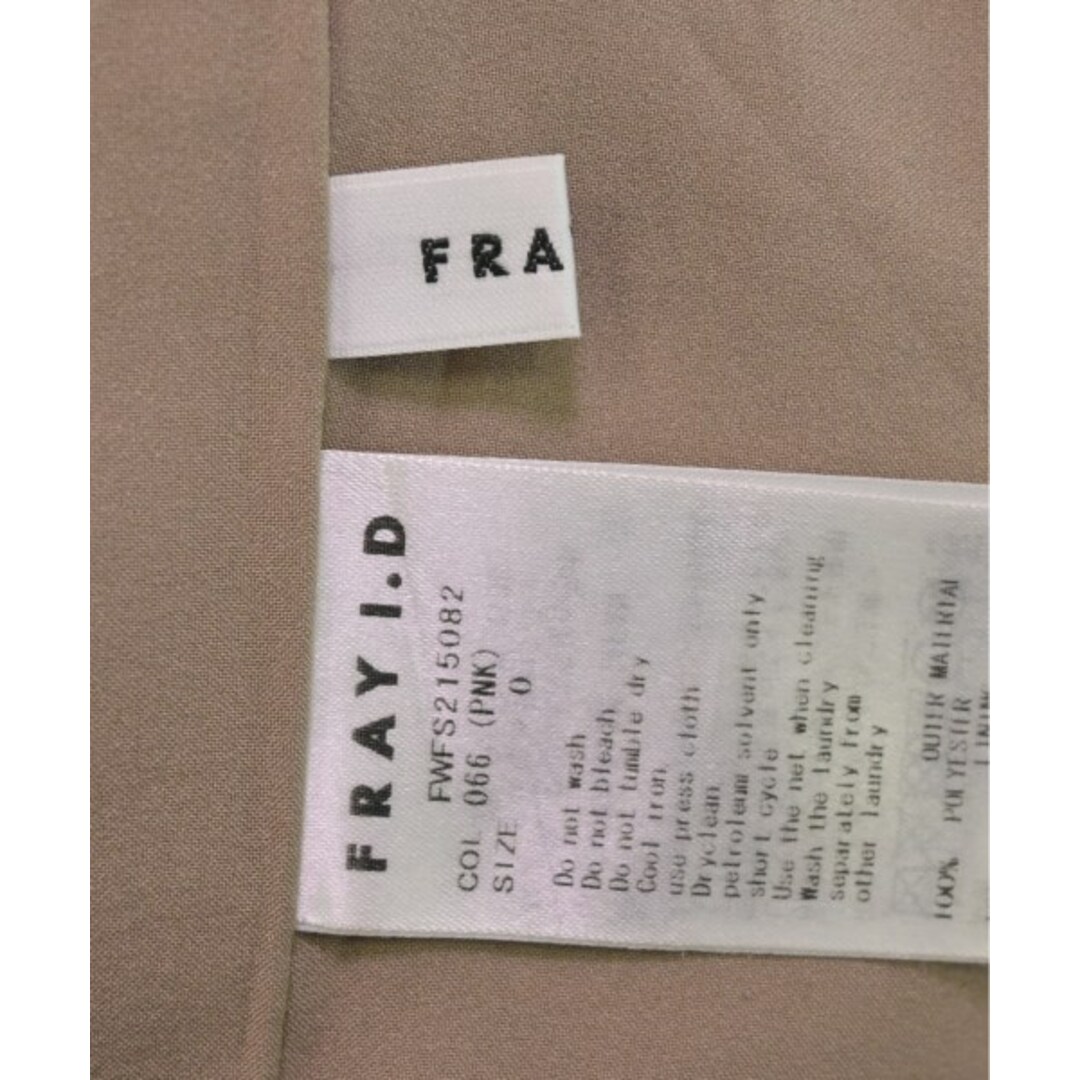 FRA
FRAY I.D
FWFS215082
COL 066 (PNK)
SIZE 0
Do not wash
Do not bleach
Do not tumble dry
Cool iron
use press cloth
Dryclean
petroleum solvent only
short cycle
Use the net when cleaning
Wash the laundry
separately from
other laundry
OUTER MATERIAL
100% POLYESTER